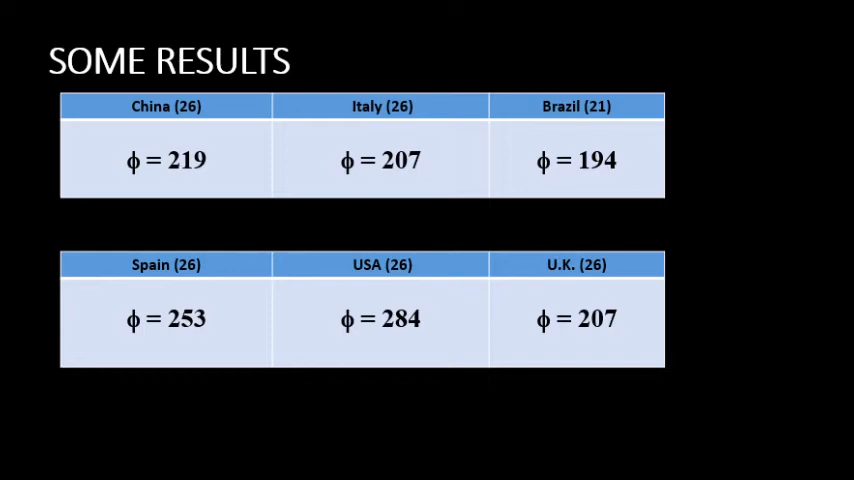 SOME RESULTS
China (26) Italy (26) Brazil (21)
ϕ = 219 ϕ = 207 ϕ = 194
Spain (26) USA (26) U.K. (26)
ϕ = 253 ϕ = 284 ϕ = 207